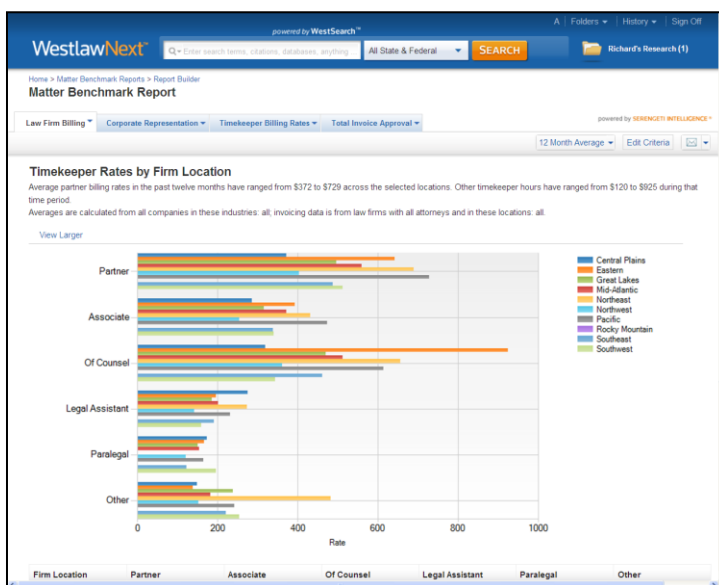 powered by WestSearch™
A Folders History Sign Off
WestlawNext™
Enter search terms, citations, databases, anything
All State & Federal
SEARCH
Richard's Research (1)
Home > Matter Benchmark Reports > Report Builder
Matter Benchmark Report
Law Firm Billing Corporate Representation Timekeeper Billing Rates Total Invoice Approval
powered by SERENGETI INTELLIGENCE
12 Month Average Edit Criteria
Timekeeper Rates by Firm Location
Average partner billing rates in the past twelve months have ranged from $372 to $729 across the selected locations. Other timekeeper hours have ranged from $120 to $925 during that
time period.
Averages are calculated from all companies in these industries: all; invoicing data is from law firms with all attorneys and in these locations: all.
View Larger
Partner
Associate
Of Counsel
Legal Assistant
Paralegal
Other
0 200 400 600 800 1000
Rate
Central Plains
Eastern
Great Lakes
Mid-Atlantic
Northeast
Northwest
Pacific
Rocky Mountain
Southeast
Southwest
Firm Location Partner Associate Of Counsel Legal Assistant Paralegal Other